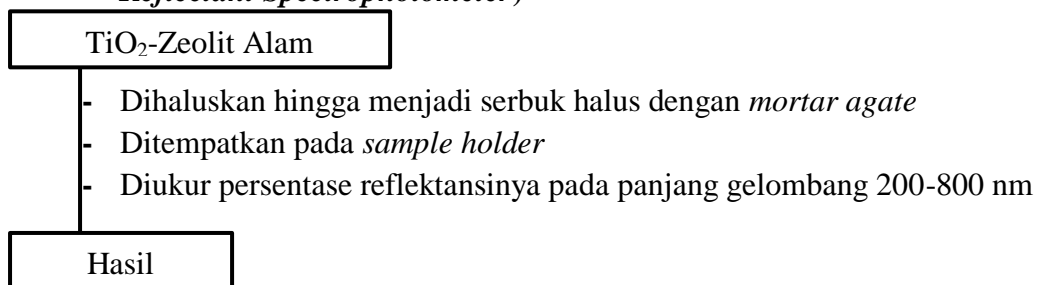 Reflectant Spectrophotometer)
TiO₂-Zeolit Alam
- Dihaluskan hingga menjadi serbuk halus dengan mortar agate
- Ditempatkan pada sample holder
- Diukur persentase reflektansinya pada panjang gelombang 200-800 nm
Hasil